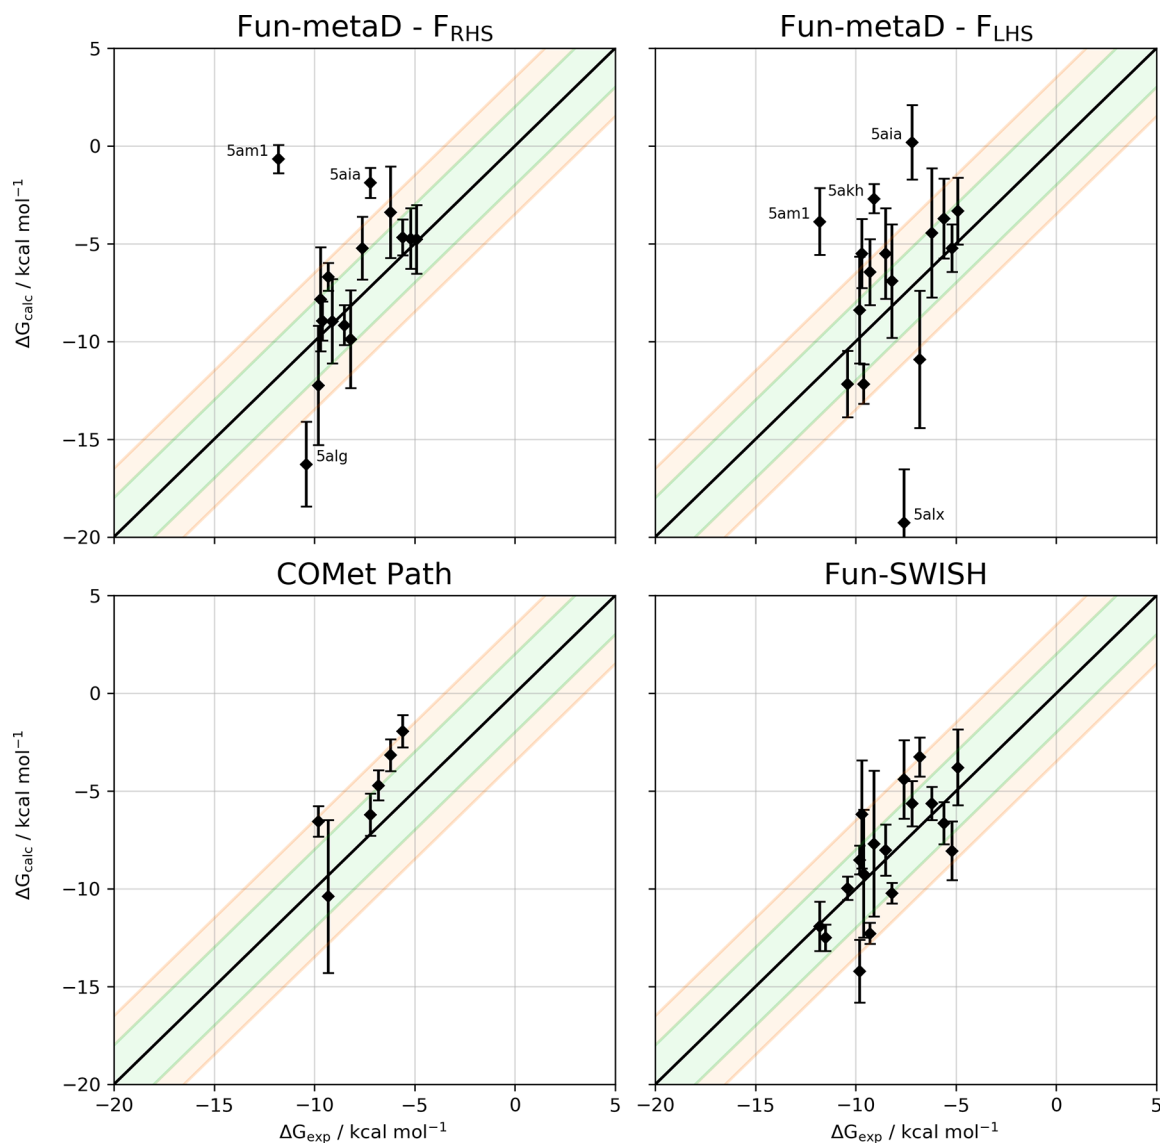 Fun-metaD - F_RHS
Fun-metaD - F_LHS
5
0
−5
−10
−15
−20
ΔG_calc / kcal mol⁻¹
5am1
5aia
5alg
5aia
5akh
5am1
5alx
COMet Path
Fun-SWISH
5
0
−5
−10
−15
−20
ΔG_calc / kcal mol⁻¹
−20 −15 −10 −5 0 5
−20 −15 −10 −5 0 5
ΔG_exp / kcal mol⁻¹
ΔG_exp / kcal mol⁻¹